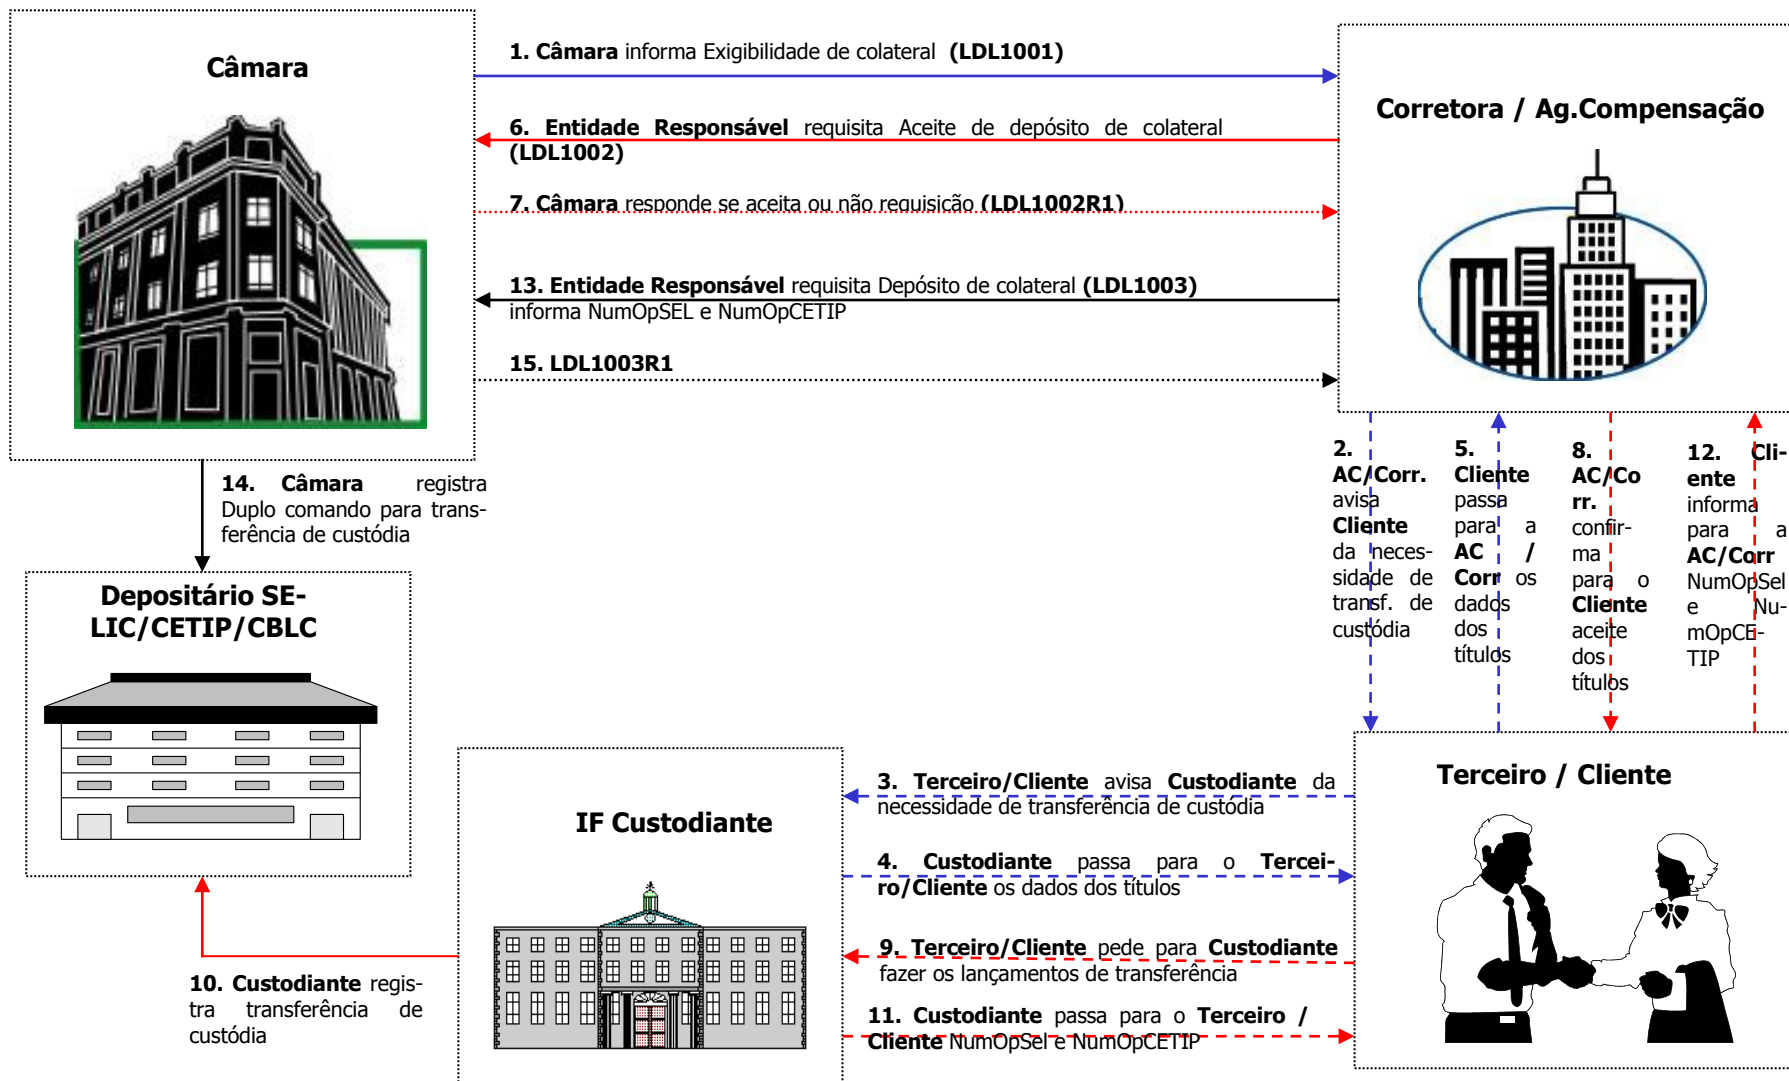 Câmara
1. Câmara informa Exigibilidade de colateral (LDL1001)
Corretora / Ag.Compensação
6. Entidade Responsável requisita Aceite de depósito de colateral
(LDL1002)
7. Câmara responde se aceita ou não requisição (LDL1002R1)
13. Entidade Responsável requisita Depósito de colateral (LDL1003)
informa NumOpSEL e NumOpCETIP
15. LDL1003R1
14. Câmara registra
Duplo comando para trans-
ferência de custódia
2.
AC/Corr.
avisa
Cliente
da neces-
sidade de
transf. de
custódia
5.
Cliente
passa
para a
AC /
Corr os
dados
dos
títulos
8.
AC/Co
rr.
confir-
ma
para o
Cliente
aceite
dos
títulos
12. Cli-
ente
informa
para a
AC/Corr
NumOpSel
e Nu-
mOpCE-
TIP
Depositário SE-
LIC/CETIP/CBLC
IF Custodiante
3. Terceiro/Cliente avisa Custodiante da
necessidade de transferência de custódia
4. Custodiante passa para o Tercei-
ro/Cliente os dados dos títulos
9. Terceiro/Cliente pede para Custodiante
fazer os lançamentos de transferência
11. Custodiante passa para o Terceiro /
Cliente NumOpSel e NumOpCETIP
Terceiro / Cliente
10. Custodiante regis-
tra transferência de
custódia